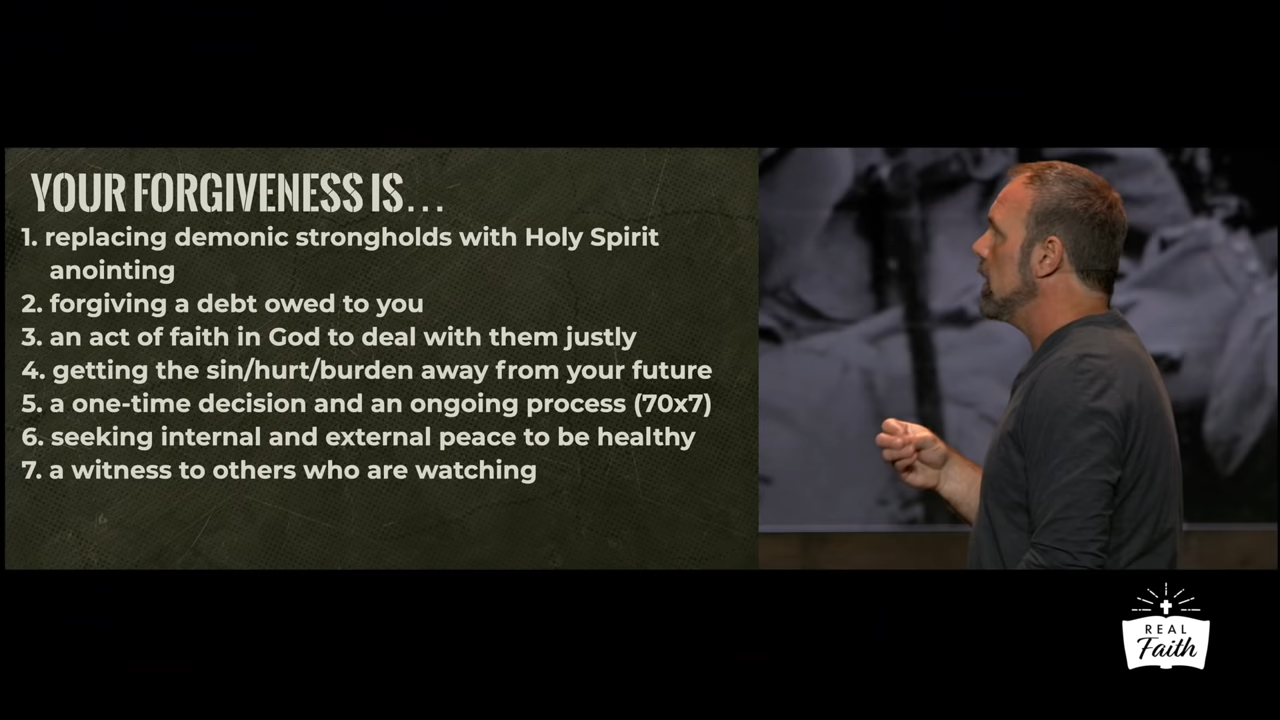 YOUR FORGIVENESS IS...
1. replacing demonic strongholds with Holy Spirit
anointing
2. forgiving a debt owed to you
3. an act of faith in God to deal with them justly
4. getting the sin/hurt/burden away from your future
5. a one-time decision and an ongoing process (70x7)
6. seeking internal and external peace to be healthy
7. a witness to others who are watching
REAL
Faith